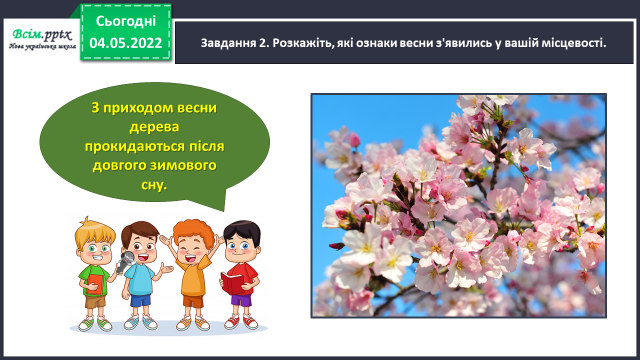 Всім.pptx
Нова українська школа
Сьогодні
04.05.2022
Завдання 2. Розкажіть, які ознаки весни з'явились у вашій місцевості.
З приходом весни
дерева
прокидаються після
довгого зимового
сну.